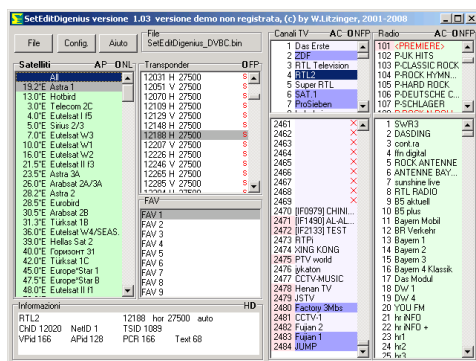 SetEditDigenius versione 1.03 versione demo non registrata, (c) by W.Litzinger, 2001-2008
File Config. Aiuto
File
SetEditDigenius_DVBC.bin
Satelliti AP ONL
All
19.2°E Astra 1
13.0°E Hotbird
3.0°E Telecom 2C
4.0°E Eutelsat I f5
5.0°E Sirius 2/3
7.0°E Eutelsat W3
10.0°E Eutelsat W1
16.0°E Eutelsat W2
21.5°E Eutelsat II f3
23.5°E Astra 3A
26.0°E Arabsat 2A/3A
28.2°E Astra 2
28.5°E Eurobird
30.5°E Arabsat 2B
31.3°E Türksat 1B
36.0°E Eutelsat W4/SEAS.
39.0°E Hellas Sat 2
40.0°E Горизонт 31
42.0°E Türksat 1C
45.0°E Europe*Star 1
47.5°E Europe*Star B
48.0°E Eutelsat II f1
Transponder OFP
12031 H 27500 S
12051 V 27500 S
12070 H 27500 S
12109 H 27500 S
12129 V 27500 S
12148 H 27500 S
12188 H 27500 S
12207 V 27500 S
12226 H 27500 S
12246 V 27500 S
12265 H 27500 S
12285 V 27500 S
FAV
FAV 1
FAV 2
FAV 3
FAV 4
FAV 5
FAV 6
FAV 7
FAV 8
FAV 9
Informazioni HD
RTL2 12188 hor 27500 auto
ChID 12020 NetID 1 TSID 1089
VPid 166 APid 128 PCR 166 Text 68
Canali TV AC ONFP
1 Das Erste
2 ZDF
3 RTL Television
4 RTL2
5 Super RTL
6 SAT.1
7 ProSieben
2461 ×
2462 ×
2463 ×
2464 ×
2465 ×
2466 ×
2467 ×
2468 ×
2469 ×
2470 [IF0979] CHINI...
2471 [IF1490] AL-AL...
2472 [IF2133] TEST
2473 RTPi
2474 XING KONG
2475 PTV world
2476 jykaton
2477 CCTV-MUSIC
2478 Henan TV
2479 JSTV
2480 Factory 3Mbs
2481 CCTV-1
2482 Fujian 2
2483 Fujian 1
2484 JUMP
Radio AC ONFP
101 <PREMIERE>
102 P-UK HITS
103 P-CLASSIC ROCK
104 P-ROCK HYMN...
105 P-HARD ROCK
106 P-DEUTSCHE C...
107 P-SCHLAGER
1 SWR3
2 DASDING
3 cont.ra
4 ffn digital
5 ROCK ANTENNE
6 ANTENNE BAY...
7 sunshine live
8 RTL RADIO
9 B5 aktuell
10 B5 plus
11 Bayern Mobil
12 BR Verkehr
13 Bayern 1
14 Bayern 2
15 Bayern 3
16 Bayern 4 Klassik
17 Das Modul
18 DW 1
19 DW 4
20 YOU FM
21 hr iNFO
22 hr iNFO +
23 hr1
24 hr2
25 hr3